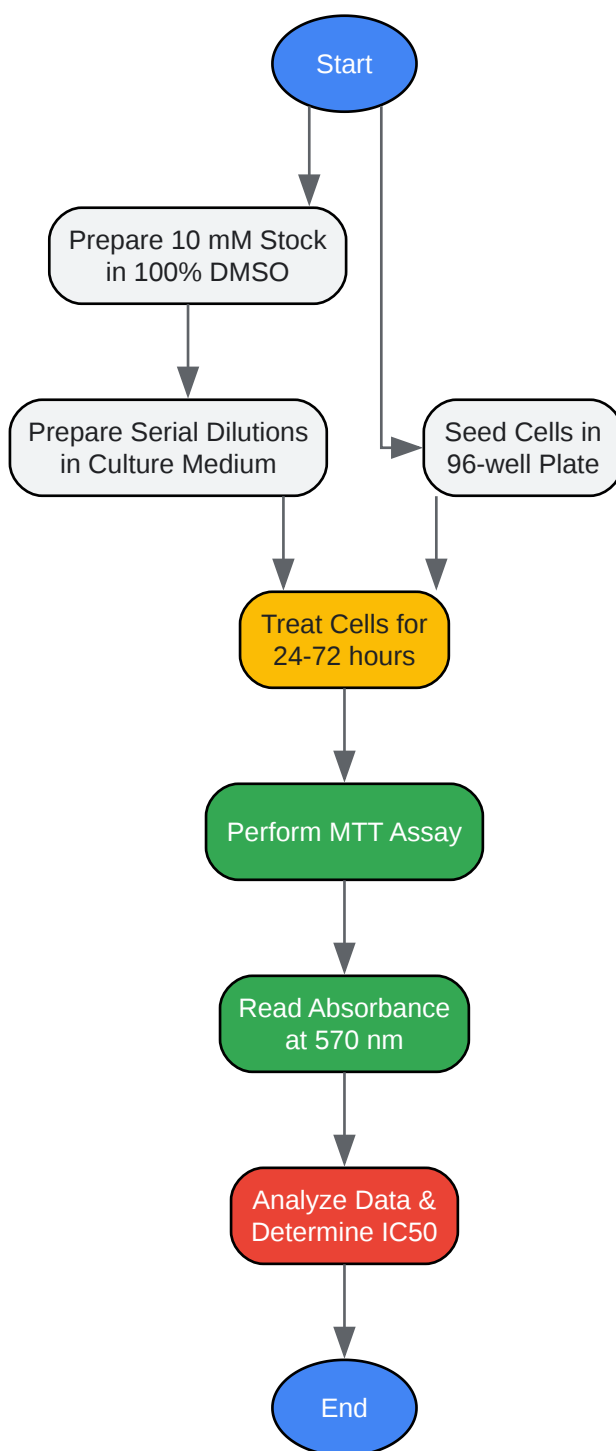 Start
Prepare 10 mM Stock
in 100% DMSO
Prepare Serial Dilutions
in Culture Medium
Seed Cells in
96-well Plate
Treat Cells for
24-72 hours
Perform MTT Assay
Read Absorbance
at 570 nm
Analyze Data &
Determine IC50
End